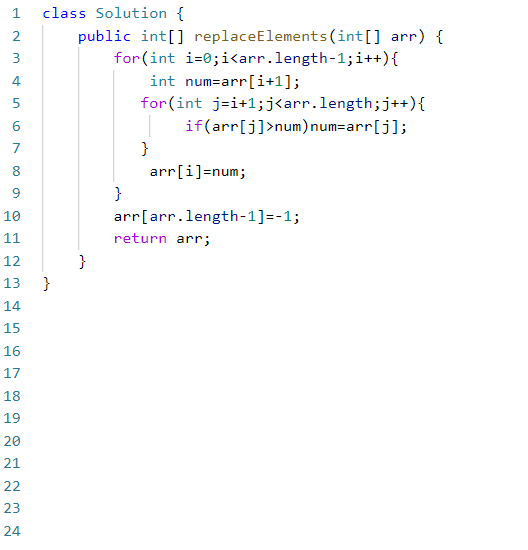 1 class Solution {
2     public int[] replaceElements(int[] arr) {
3         for(int i=0;i<arr.length-1;i++){
4             int num=arr[i+1];
5            for(int j=i+1;j<arr.length;j++){
6                 if(arr[j]>num)num=arr[j];
7            }
8             arr[i]=num;
9         }
10         arr[arr.length-1]=-1;
11         return arr;
12     }
13 }
14
15
16
17
18
19
20
21
22
23
24